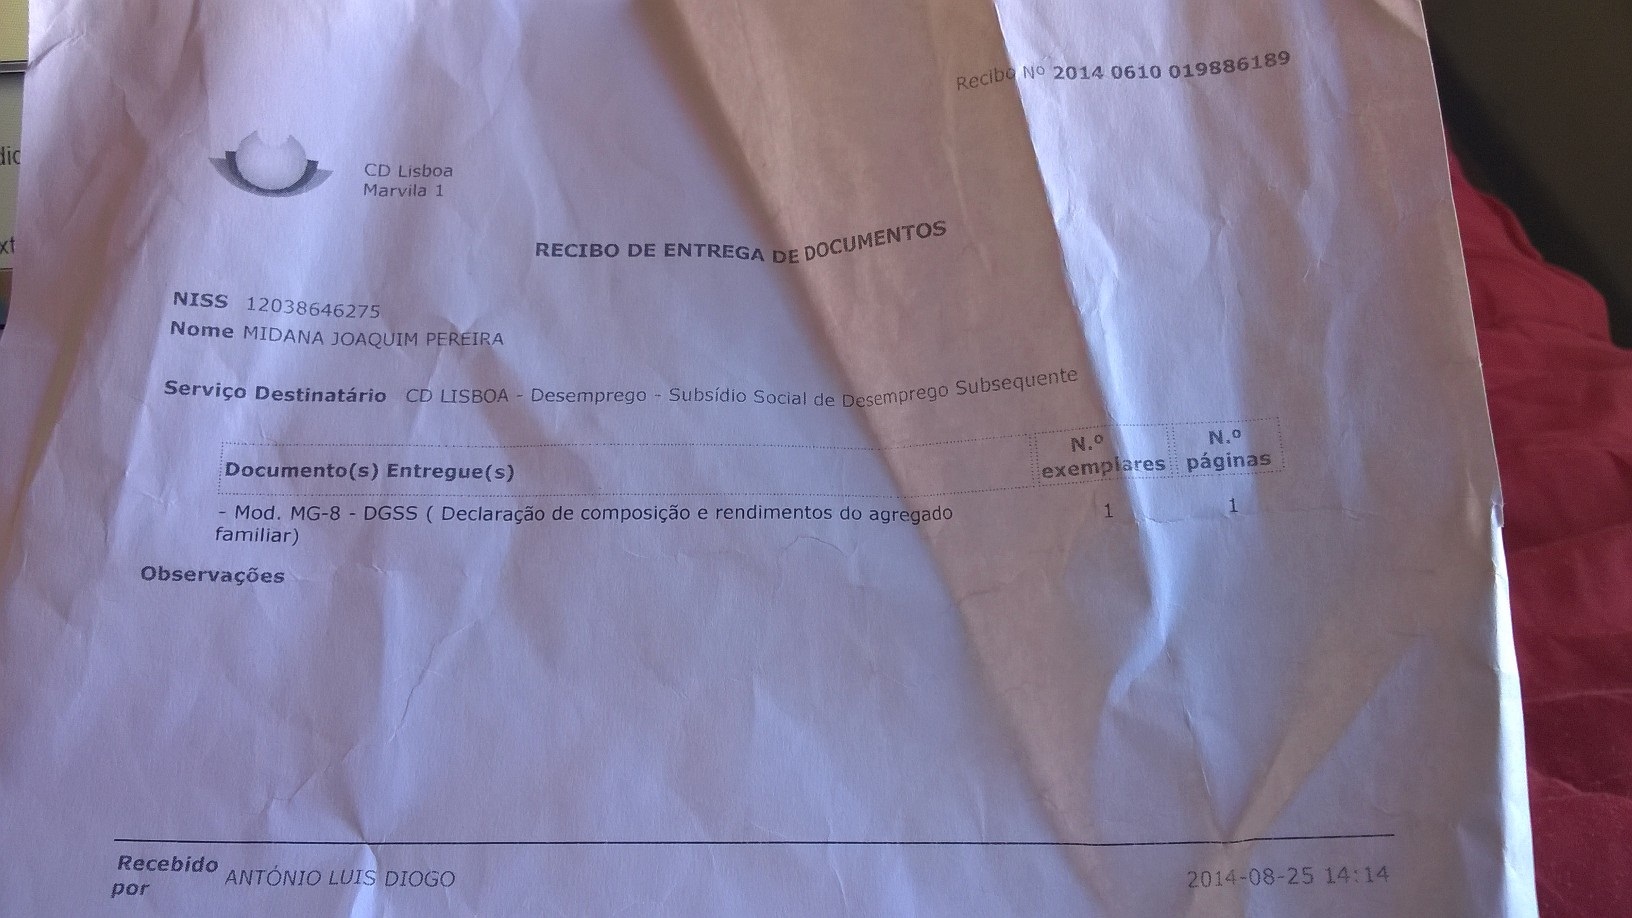 Recibo Nº 2014 0610 019886189
CD Lisboa
Marvila 1
RECIBO DE ENTREGA DE DOCUMENTOS
NISS 12038646275
Nome MIDANA JOAQUIM PEREIRA
Serviço Destinatário CD LISBOA - Desemprego - Subsídio Social de Desemprego Subsequente
Documento(s) Entregue(s) N.º exemplares N.º páginas
- Mod. MG-8 - DGSS ( Declaração de composição e rendimentos do agregado 1 1
familiar)
Observações
Recebido por ANTÓNIO LUIS DIOGO 2014-08-25 14:14